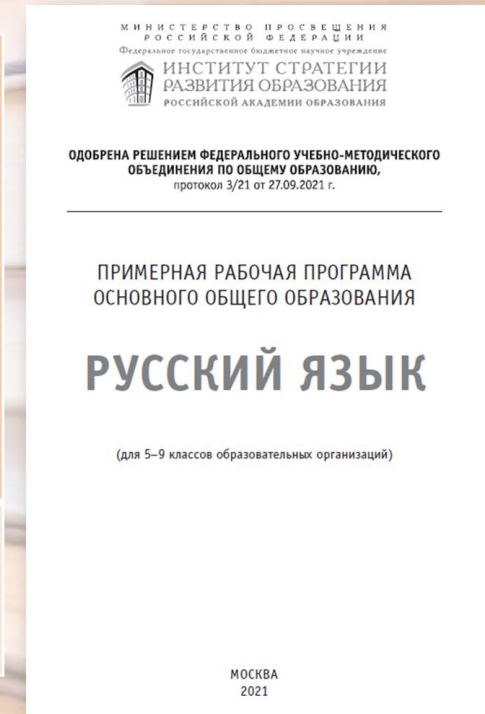 МИНИСТЕРСТВО ПРОСВЕЩЕНИЯ
РОССИЙСКОЙ ФЕДЕРАЦИИ
Федеральное государственное бюджетное научное учреждение
ИНСТИТУТ СТРАТЕГИИ
РАЗВИТИЯ ОБРАЗОВАНИЯ
РОССИЙСКОЙ АКАДЕМИИ ОБРАЗОВАНИЯ
ОДОБРЕНА РЕШЕНИЕМ ФЕДЕРАЛЬНОГО УЧЕБНО-МЕТОДИЧЕСКОГО
ОБЪЕДИНЕНИЯ ПО ОБЩЕМУ ОБРАЗОВАНИЮ,
протокол 3/21 от 27.09.2021 г.
ПРИМЕРНАЯ РАБОЧАЯ ПРОГРАММА
ОСНОВНОГО ОБЩЕГО ОБРАЗОВАНИЯ
РУССКИЙ ЯЗЫК
(для 5–9 классов образовательных организаций)
МОСКВА
2021